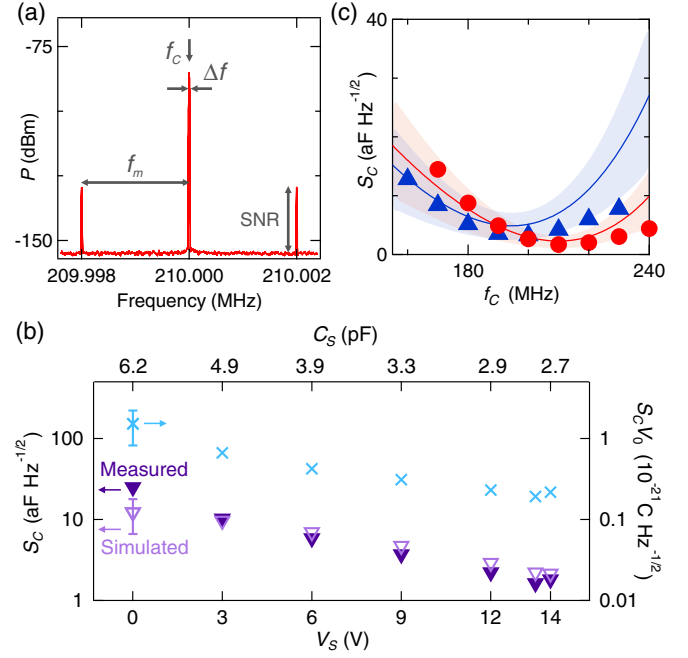 (a)
-75
P (dBm)
-150
f_C
Δf
f_m
SNR
209.998
210.000
210.002
Frequency (MHz)
(c)
40
S_C (aF Hz^-1/2)
0
180
240
f_C (MHz)
(b)
C_S (pF)
6.2
4.9
3.9
3.3
2.9
2.7
S_C (aF Hz^-1/2)
100
10
1
Measured
Simulated
1
0.1
0.01
S_CV_0 (10^-21 C Hz^-1/2)
0
3
6
9
12
14
V_S (V)